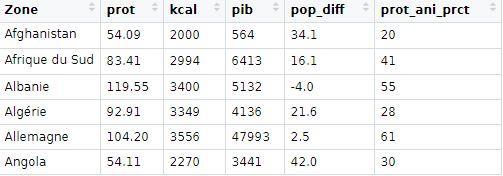 Zone prot kcal pib pop_diff prot_ani_prct
Afghanistan 54.09 2000 564 34.1 20
Afrique du Sud 83.41 2994 6413 16.1 41
Albanie 119.55 3400 5132 -4.0 55
Algérie 92.91 3349 4136 21.6 28
Allemagne 104.20 3556 47993 2.5 61
Angola 54.11 2270 3441 42.0 30